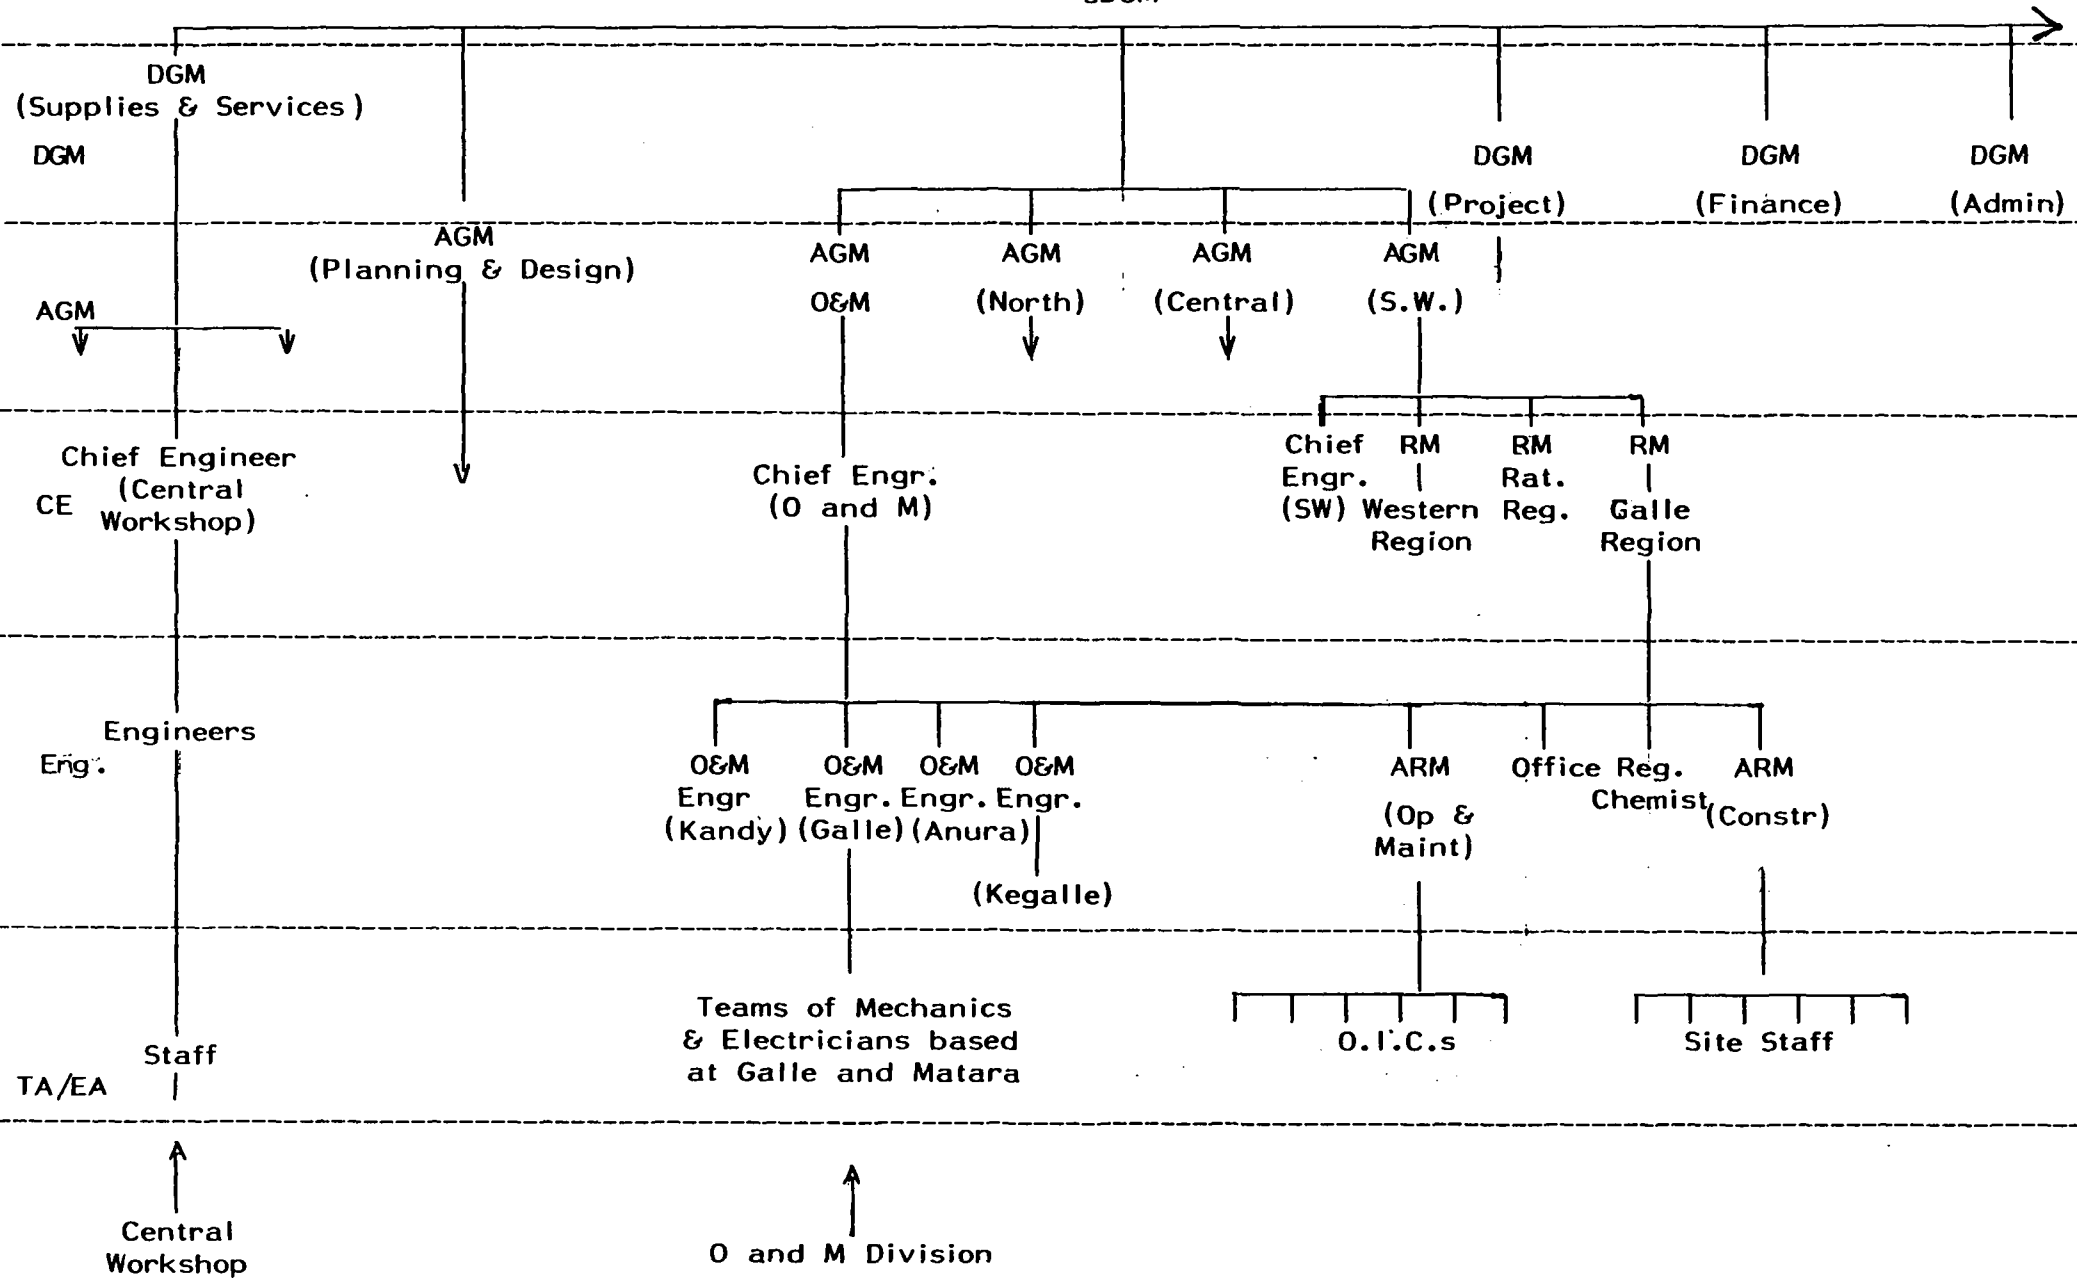 DGM
(Supplies & Services)
DGM
DGM
DGM
DGM
(Project)
(Finance)
(Admin)
AGM
(Planning & Design)
AGM
AGM
AGM
AGM
O&M
(North)
(Central)
(S.W.)
AGM
Chief Engineer
(Central
Workshop)
CE
Chief Engr.
(O and M)
Chief
Engr.
(SW)
RM
Western
Region
RM
Rat.
Reg.
RM
Galle
Region
Engineers
Eng.
O&M
Engr
(Kandy)
O&M
Engr.
(Galle)
O&M
Engr.
(Anura)
O&M
Engr.
(Kegalle)
ARM
(Op &
Maint)
Office
Reg.
Chemist
ARM
(Constr)
Staff
TA/EA
Teams of Mechanics
& Electricians based
at Galle and Matara
O.I.C.s
Site Staff
Central
Workshop
O and M Division